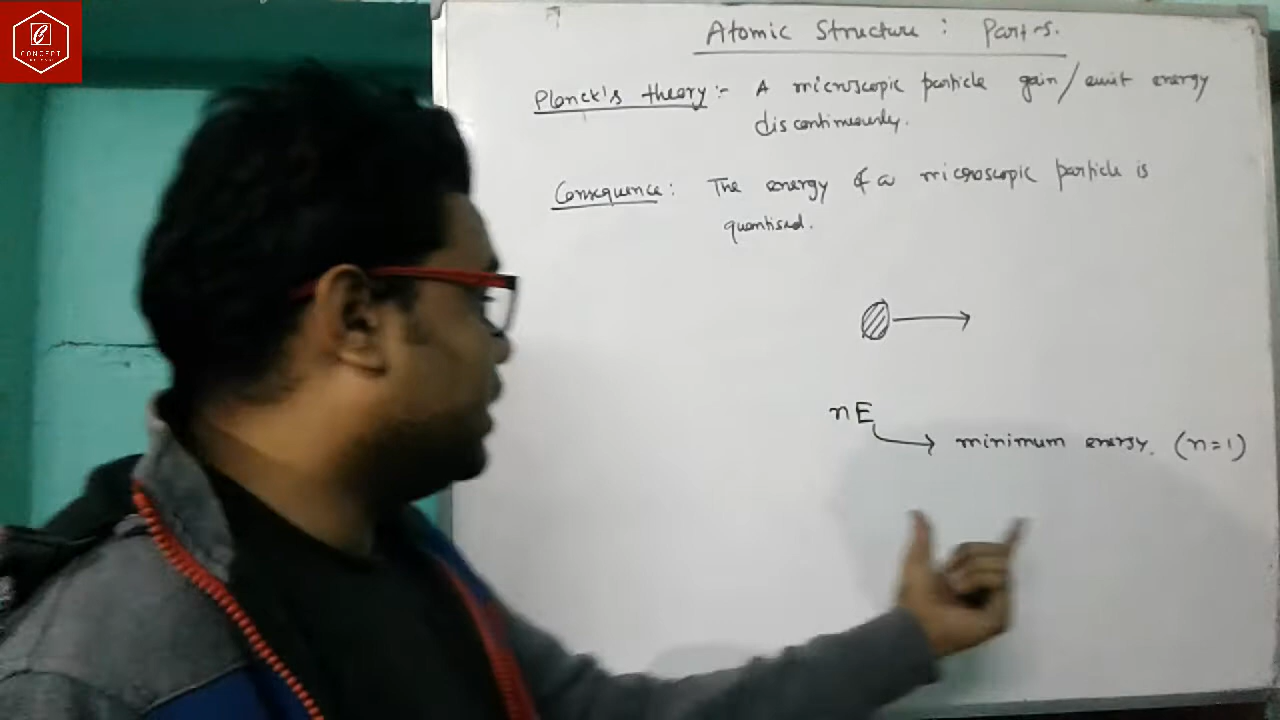 CONCEPT
Atomic Structure : Part-5.
Planck's theory :- A microscopic particle gain/emit energy
discontinuously.
Consequence : The energy of a microscopic particle is
quantised.
nE
minimum energy. (n=1)